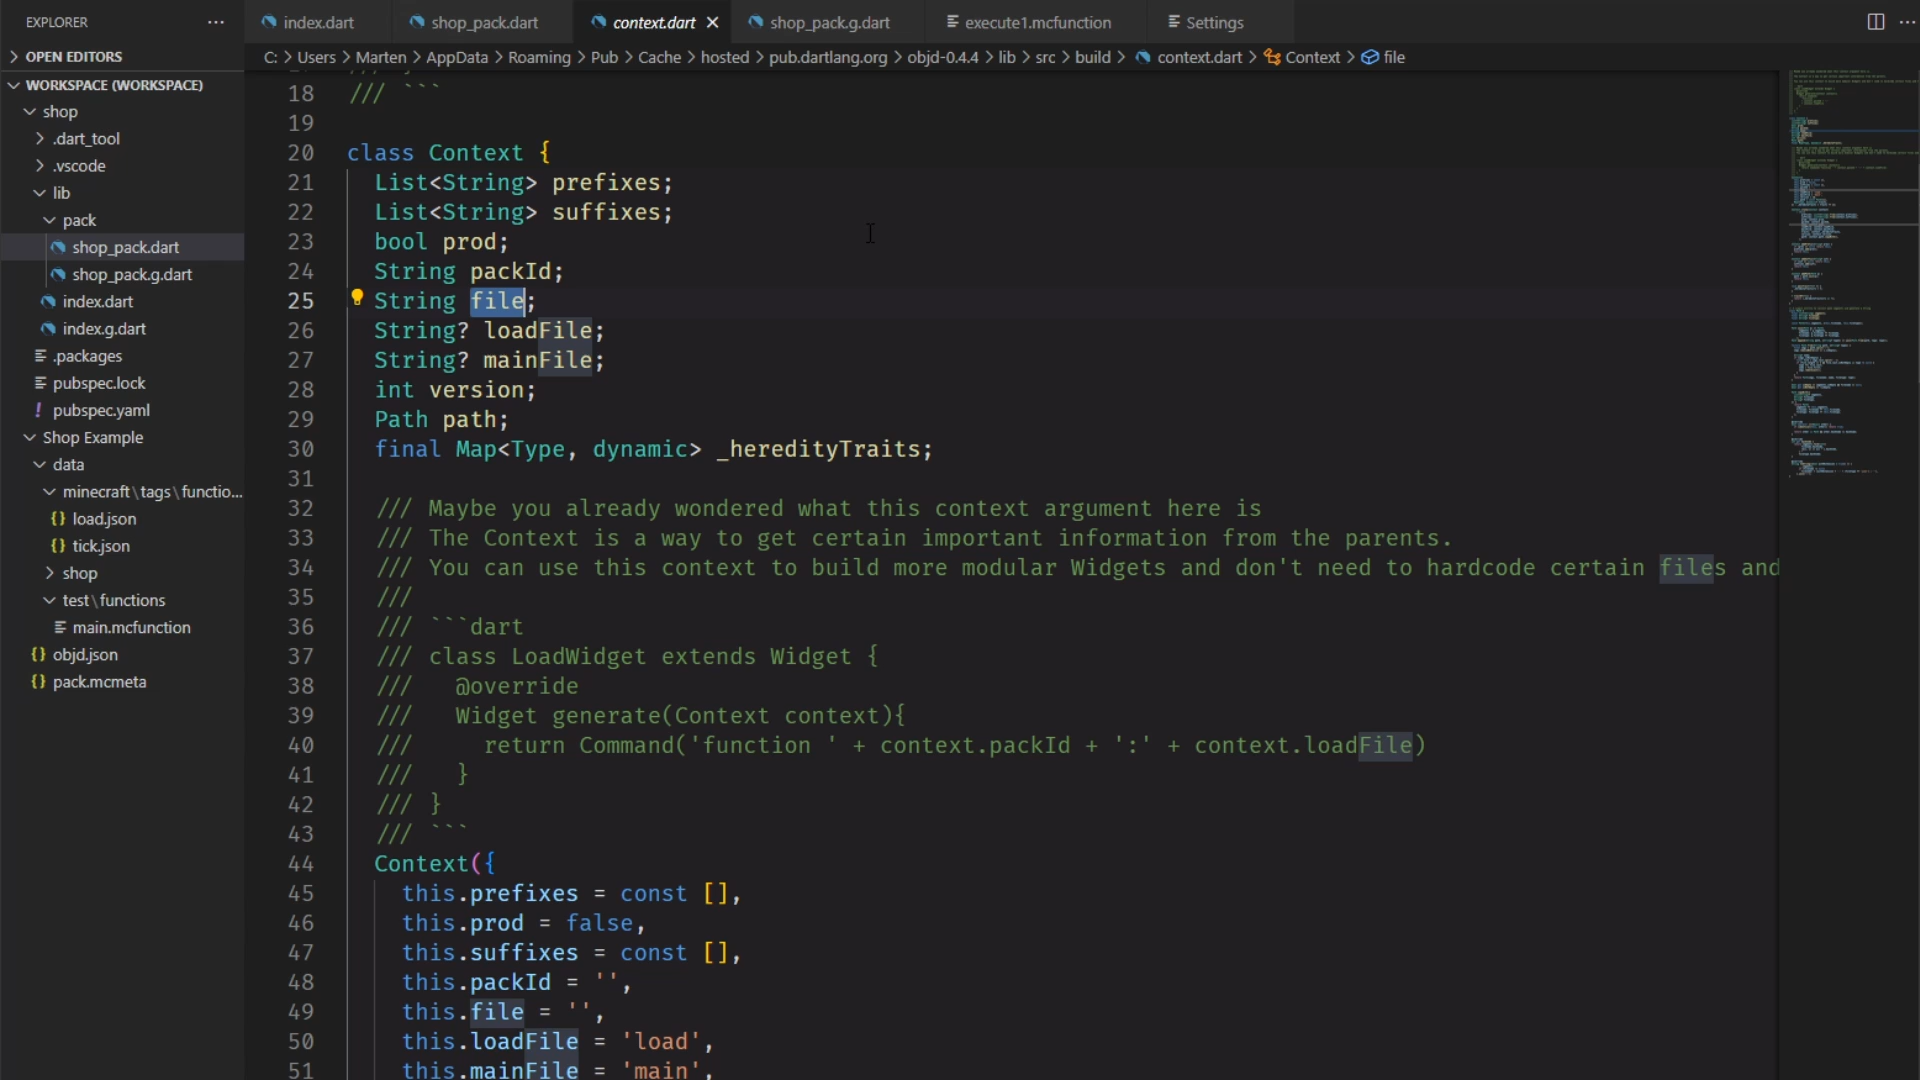 EXPLORER
OPEN EDITORS
WORKSPACE (WORKSPACE)
shop
.dart_tool
.vscode
lib
pack
shop_pack.dart
shop_pack.g.dart
index.dart
index.g.dart
.packages
pubspec.lock
pubspec.yaml
Shop Example
data
minecraft\tags\functio...
load.json
tick.json
shop
test\functions
main.mcfunction
objd.json
pack.mcmeta
index.dart shop_pack.dart context.dart shop_pack.g.dart execute1.mcfunction Settings
C: > Users > Marten > AppData > Roaming > Pub > Cache > hosted > pub.dartlang.org > objd-0.4.4 > lib > src > build > context.dart > Context > file
18 /// ```
19
20 class Context {
21 List<String> prefixes;
22 List<String> suffixes;
23 bool prod;
24 String packId;
25 String file;
26 String? loadFile;
27 String? mainFile;
28 int version;
29 Path path;
30 final Map<Type, dynamic> _heredityTraits;
31
32 /// Maybe you already wondered what this context argument here is
33 /// The Context is a way to get certain important information from the parents.
34 /// You can use this context to build more modular Widgets and don't need to hardcode certain files and
35 ///
36 /// ```dart
37 /// class LoadWidget extends Widget {
38 /// @override
39 /// Widget generate(Context context){
40 /// return Command('function ' + context.packId + ':' + context.loadFile)
41 /// }
42 /// }
43 /// ```
44 Context({
45 this.prefixes = const [],
46 this.prod = false,
47 this.suffixes = const [],
48 this.packId = '',
49 this.file = '',
50 this.loadFile = 'load',
51 this.mainFile = 'main',